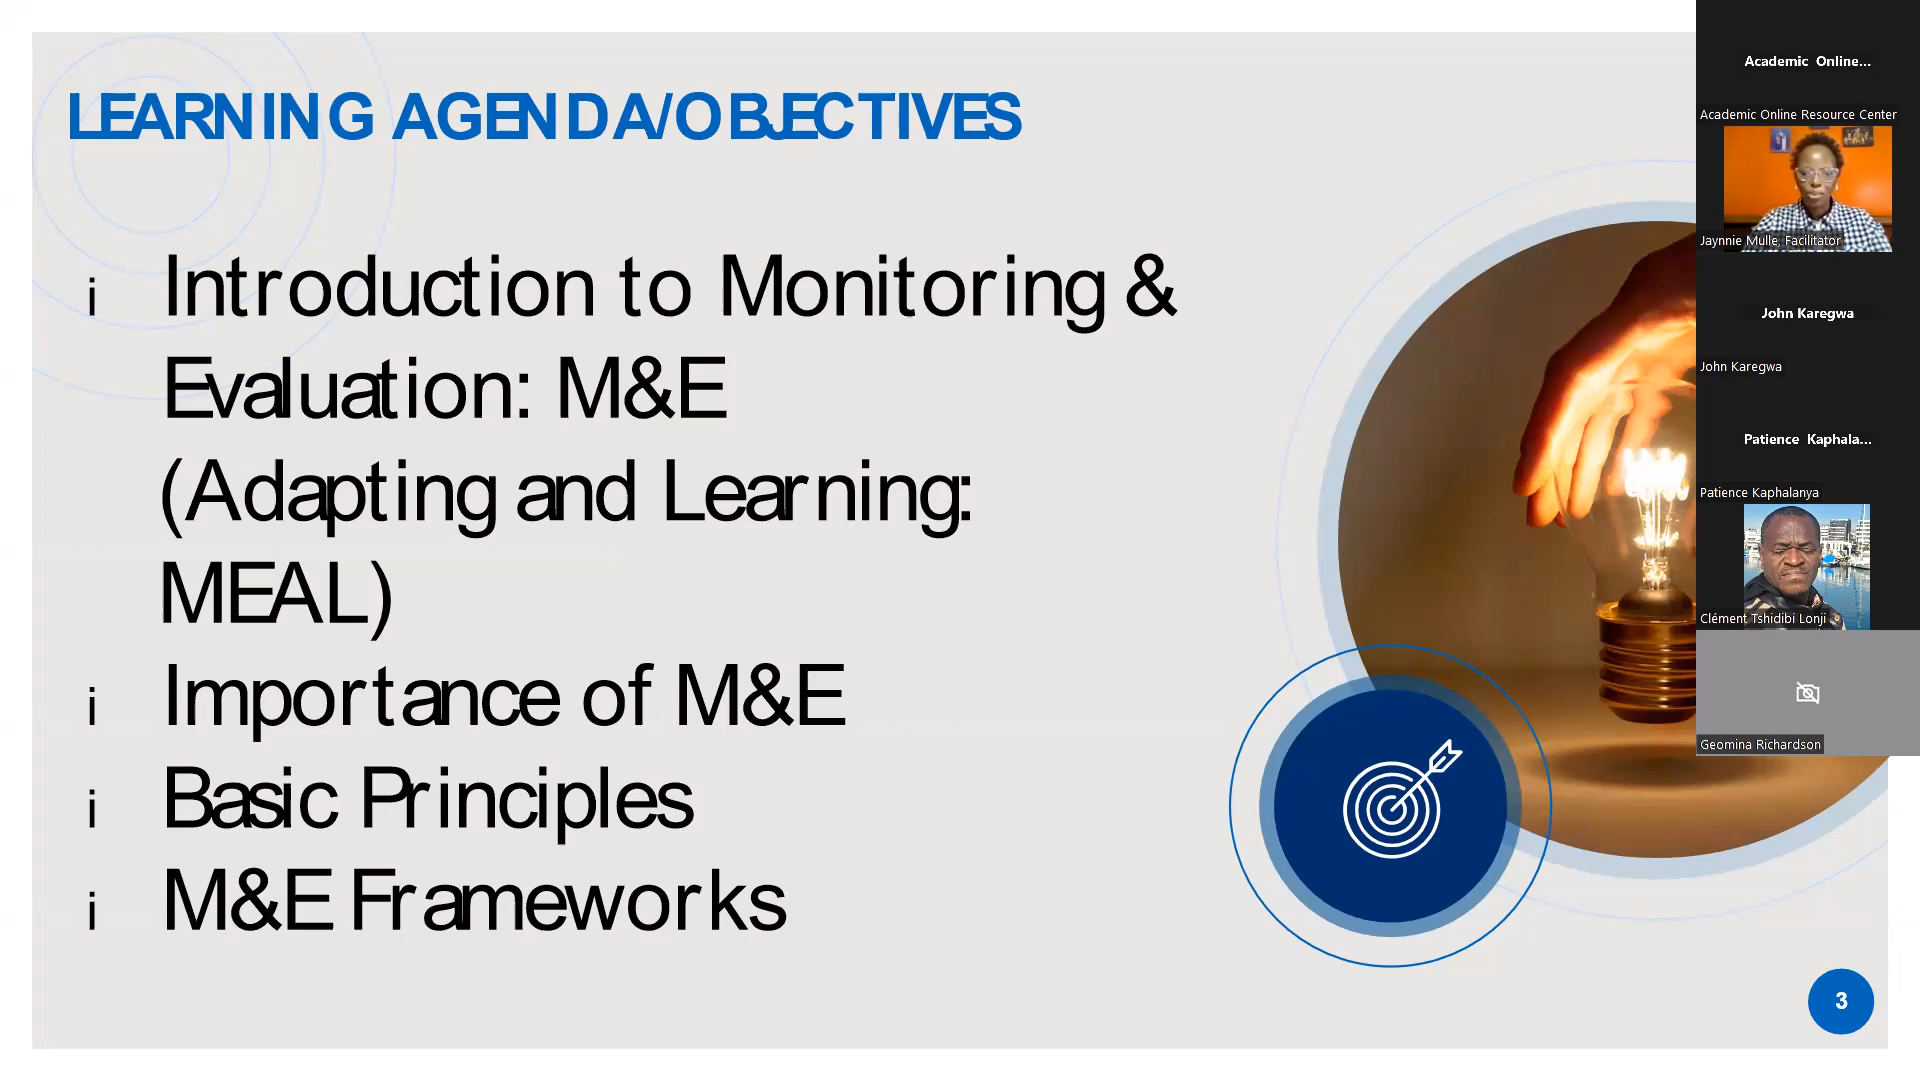 LEARNING AGENDA/OBJECTIVES
i Introduction to Monitoring &
Evaluation: M&E
(Adapting and Learning:
MEAL)
i Importance of M&E
i Basic Principles
i M&E Frameworks
3
Academic Online...
Academic Online Resource Center
Jaynnie Mulle, Facilitator
John Karegwa
John Karegwa
Patience Kaphala...
Patience Kaphalanya
Clément Tshidibi Lonji
Geomina Richardson